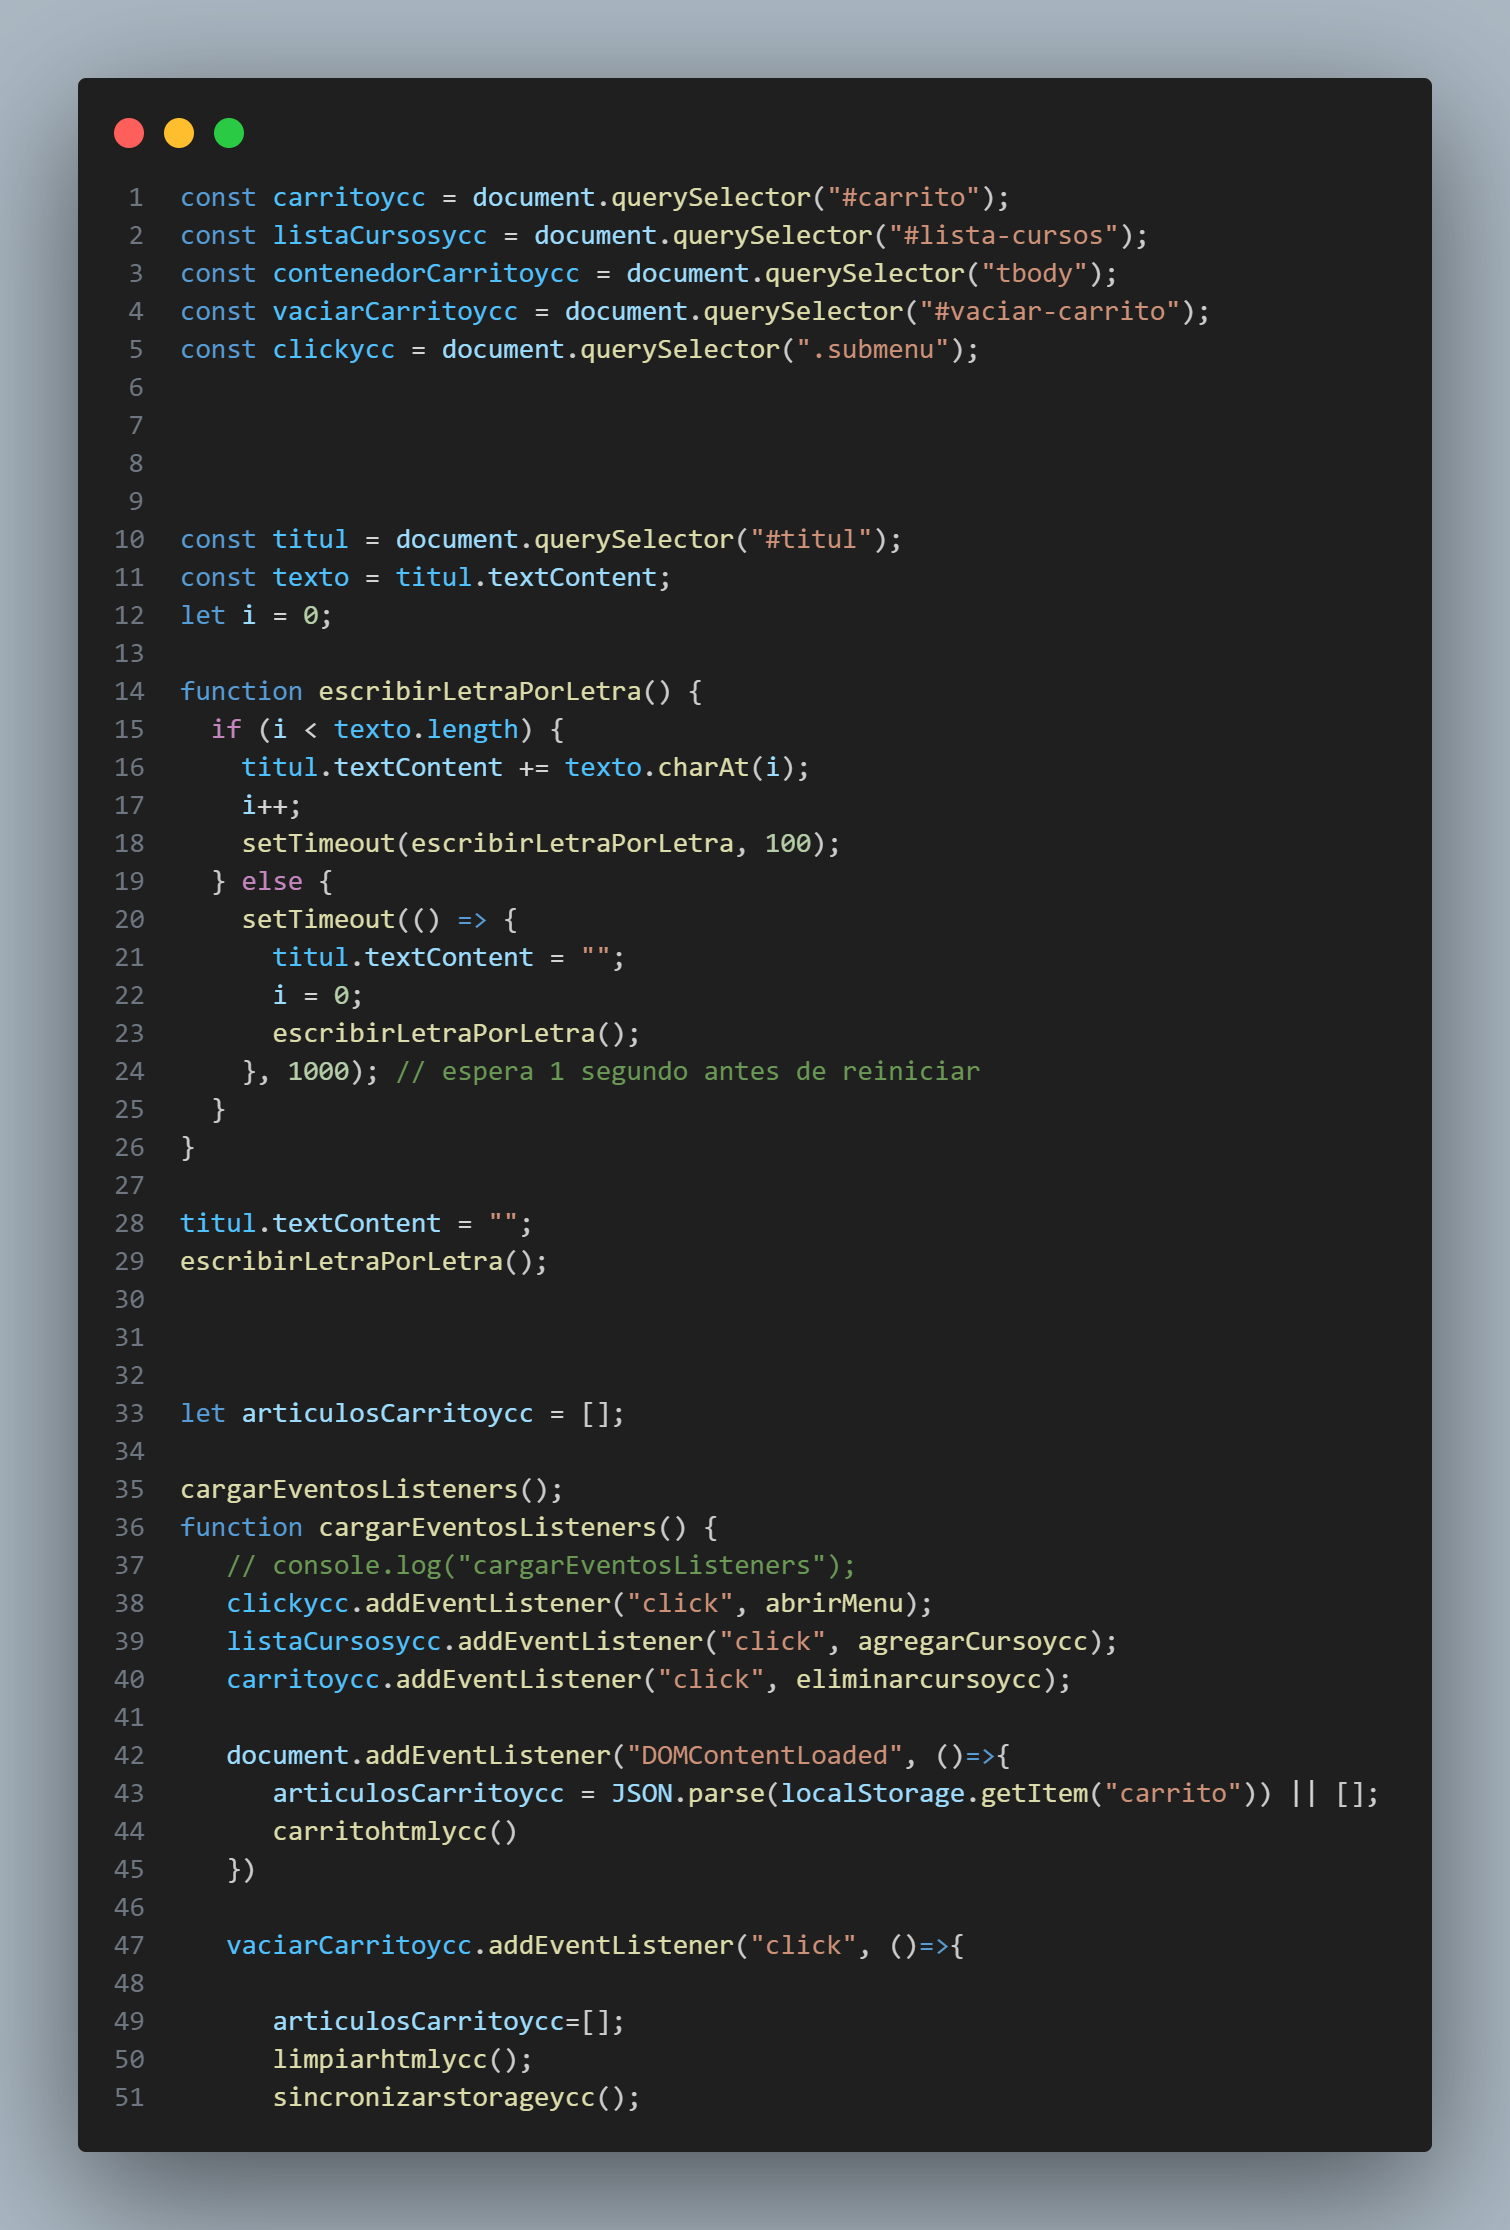 1 const carritoycc = document.querySelector("#carrito");
2 const listaCursosycc = document.querySelector("#lista-cursos");
3 const contenedorCarritoycc = document.querySelector("tbody");
4 const vaciarCarritoycc = document.querySelector("#vaciar-carrito");
5 const clickycc = document.querySelector(".submenu");
6
7
8
9
10 const titul = document.querySelector("#titul");
11 const texto = titul.textContent;
12 let i = 0;
13
14 function escribirLetraPorLetra() {
15   if (i < texto.length) {
16     titul.textContent += texto.charAt(i);
17     i++;
18     setTimeout(escribirLetraPorLetra, 100);
19   } else {
20     setTimeout(() => {
21       titul.textContent = "";
22       i = 0;
23       escribirLetraPorLetra();
24     }, 1000); // espera 1 segundo antes de reiniciar
25   }
26 }
27
28 titul.textContent = "";
29 escribirLetraPorLetra();
30
31
32
33 let articulosCarritoycc = [];
34
35 cargarEventosListeners();
36 function cargarEventosListeners() {
37    // console.log("cargarEventosListeners");
38    clickycc.addEventListener("click", abrirMenu);
39    listaCursosycc.addEventListener("click", agregarCursoycc);
40    carritoycc.addEventListener("click", eliminarcursoycc);
41
42    document.addEventListener("DOMContentLoaded", ()=>{
43       articulosCarritoycc = JSON.parse(localStorage.getItem("carrito")) || [];
44       carritohtmlycc()
45    })
46
47    vaciarCarritoycc.addEventListener("click", ()=>{
48
49       articulosCarritoycc=[];
50       limpiarhtmlycc();
51       sincronizarstorageycc();